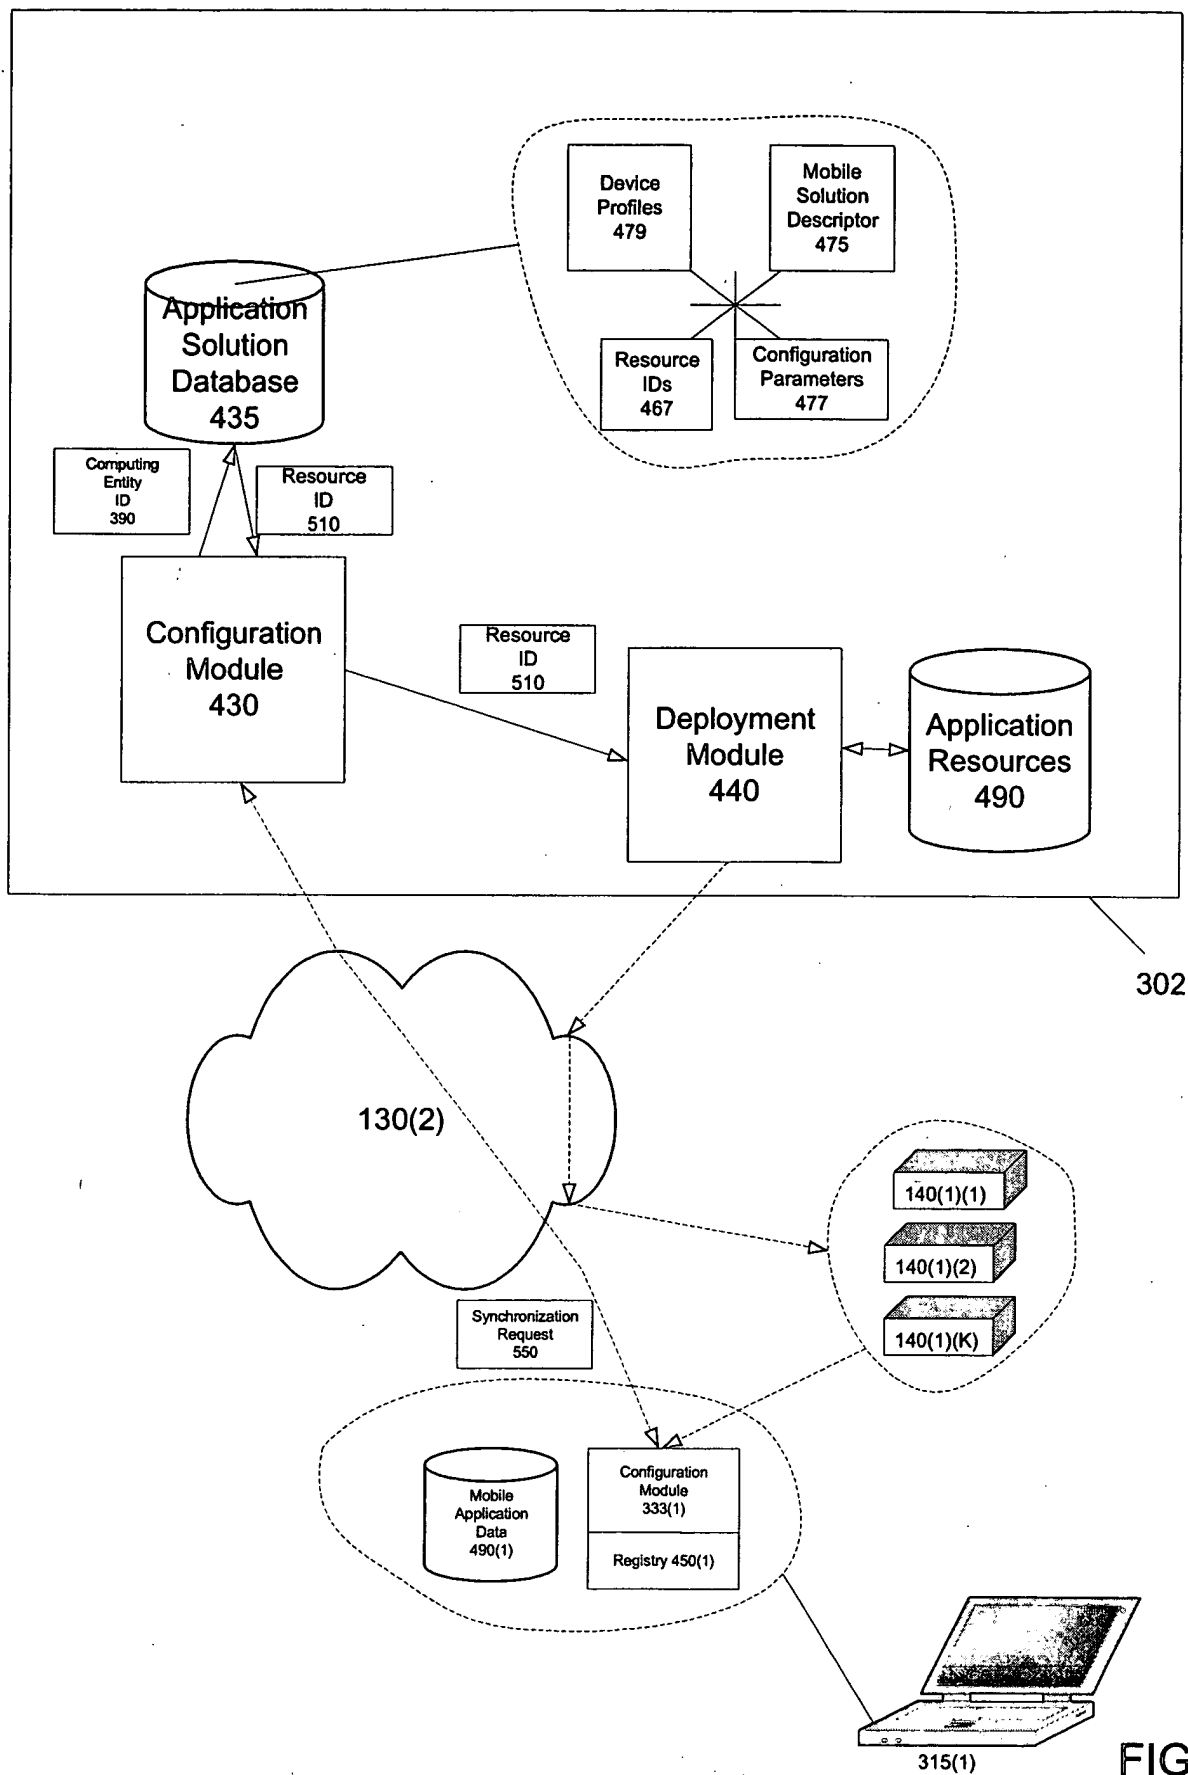 Device
Profiles
479
Mobile
Solution
Descriptor
475
Application
Solution
Database
435
Resource
IDs
467
Configuration
Parameters
477
Computing
Entity
ID
390
Resource
ID
510
Configuration
Module
430
Resource
ID
510
Deployment
Module
440
Application
Resources
490
302
130(2)
140(1)(1)
140(1)(2)
140(1)(K)
Synchronization
Request
550
Mobile
Application
Data
490(1)
Configuration
Module
333(1)
Registry 450(1)
315(1)
FIG